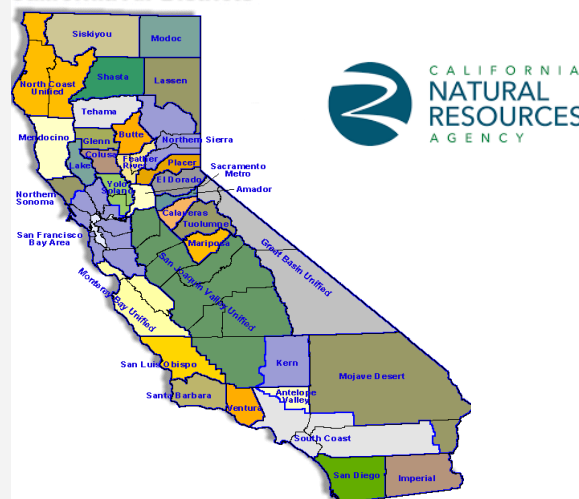 Siskiyou
Modoc
North Coast
Unified
Shasta
Lassen
Tehama
Mendocino
Glenn
Butte
Northern Sierra
Colusa
Feather
River
Placer
Lake
Sacramento
Metro
El Dorado
Yolo
Solano
Amador
Northern
Sonoma
Calaveras
Tuolumne
San Francisco
Bay Area
Mariposa
Great Basin Unified
San Joaquin Valley Unified
Monterey Bay Unified
San Luis Obispo
Kern
Mojave Desert
Santa Barbara
Antelope
Valley
Ventura
South Coast
San Diego
Imperial
CALIFORNIA
NATURAL
RESOURCES
AGENCY